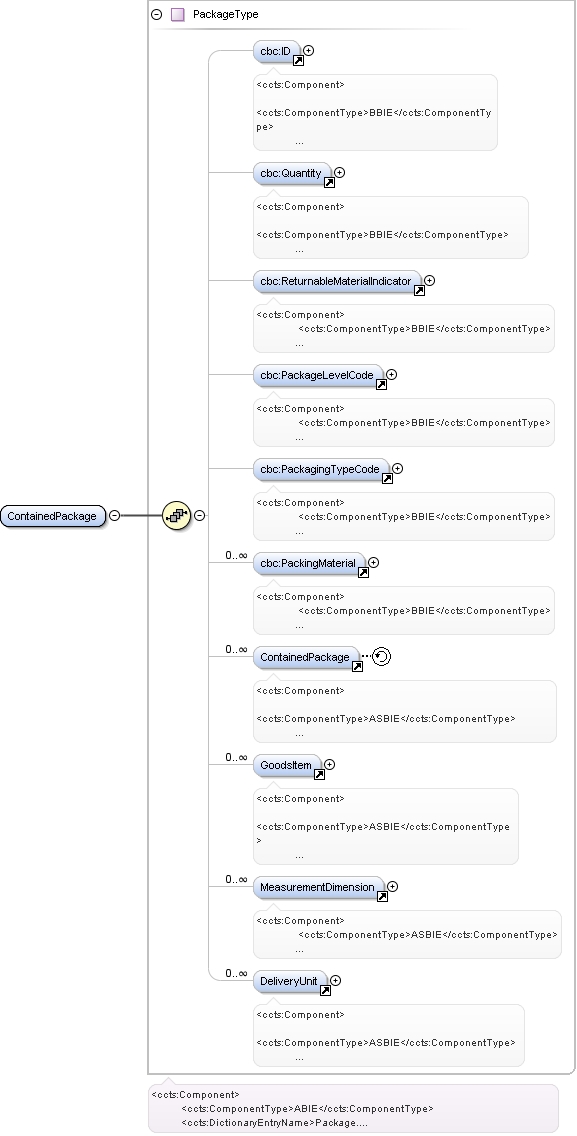 PackageType
cbc:ID
<ccts:Component>
<ccts:ComponentType>BBIE</ccts:ComponentTy
pe>
...
cbc:Quantity
<ccts:Component>
<ccts:ComponentType>BBIE</ccts:ComponentType>
...
cbc:ReturnableMaterialIndicator
<ccts:Component>
<ccts:ComponentType>BBIE</ccts:ComponentType>
...
cbc:PackageLevelCode
<ccts:Component>
<ccts:ComponentType>BBIE</ccts:ComponentType>
...
cbc:PackagingTypeCode
<ccts:Component>
<ccts:ComponentType>BBIE</ccts:ComponentType>
...
ContainedPackage
0..∞
cbc:PackingMaterial
<ccts:Component>
<ccts:ComponentType>BBIE</ccts:ComponentType>
...
0..∞
ContainedPackage
<ccts:Component>
<ccts:ComponentType>ASBIE</ccts:ComponentType>
...
0..∞
GoodsItem
<ccts:Component>
<ccts:ComponentType>ASBIE</ccts:ComponentType
>
...
0..∞
MeasurementDimension
<ccts:Component>
<ccts:ComponentType>ASBIE</ccts:ComponentType>
...
0..∞
DeliveryUnit
<ccts:Component>
<ccts:ComponentType>ASBIE</ccts:ComponentType>
...
<ccts:Component>
<ccts:ComponentType>ABIE</ccts:ComponentType>
<ccts:DictionaryEntryName>Package....